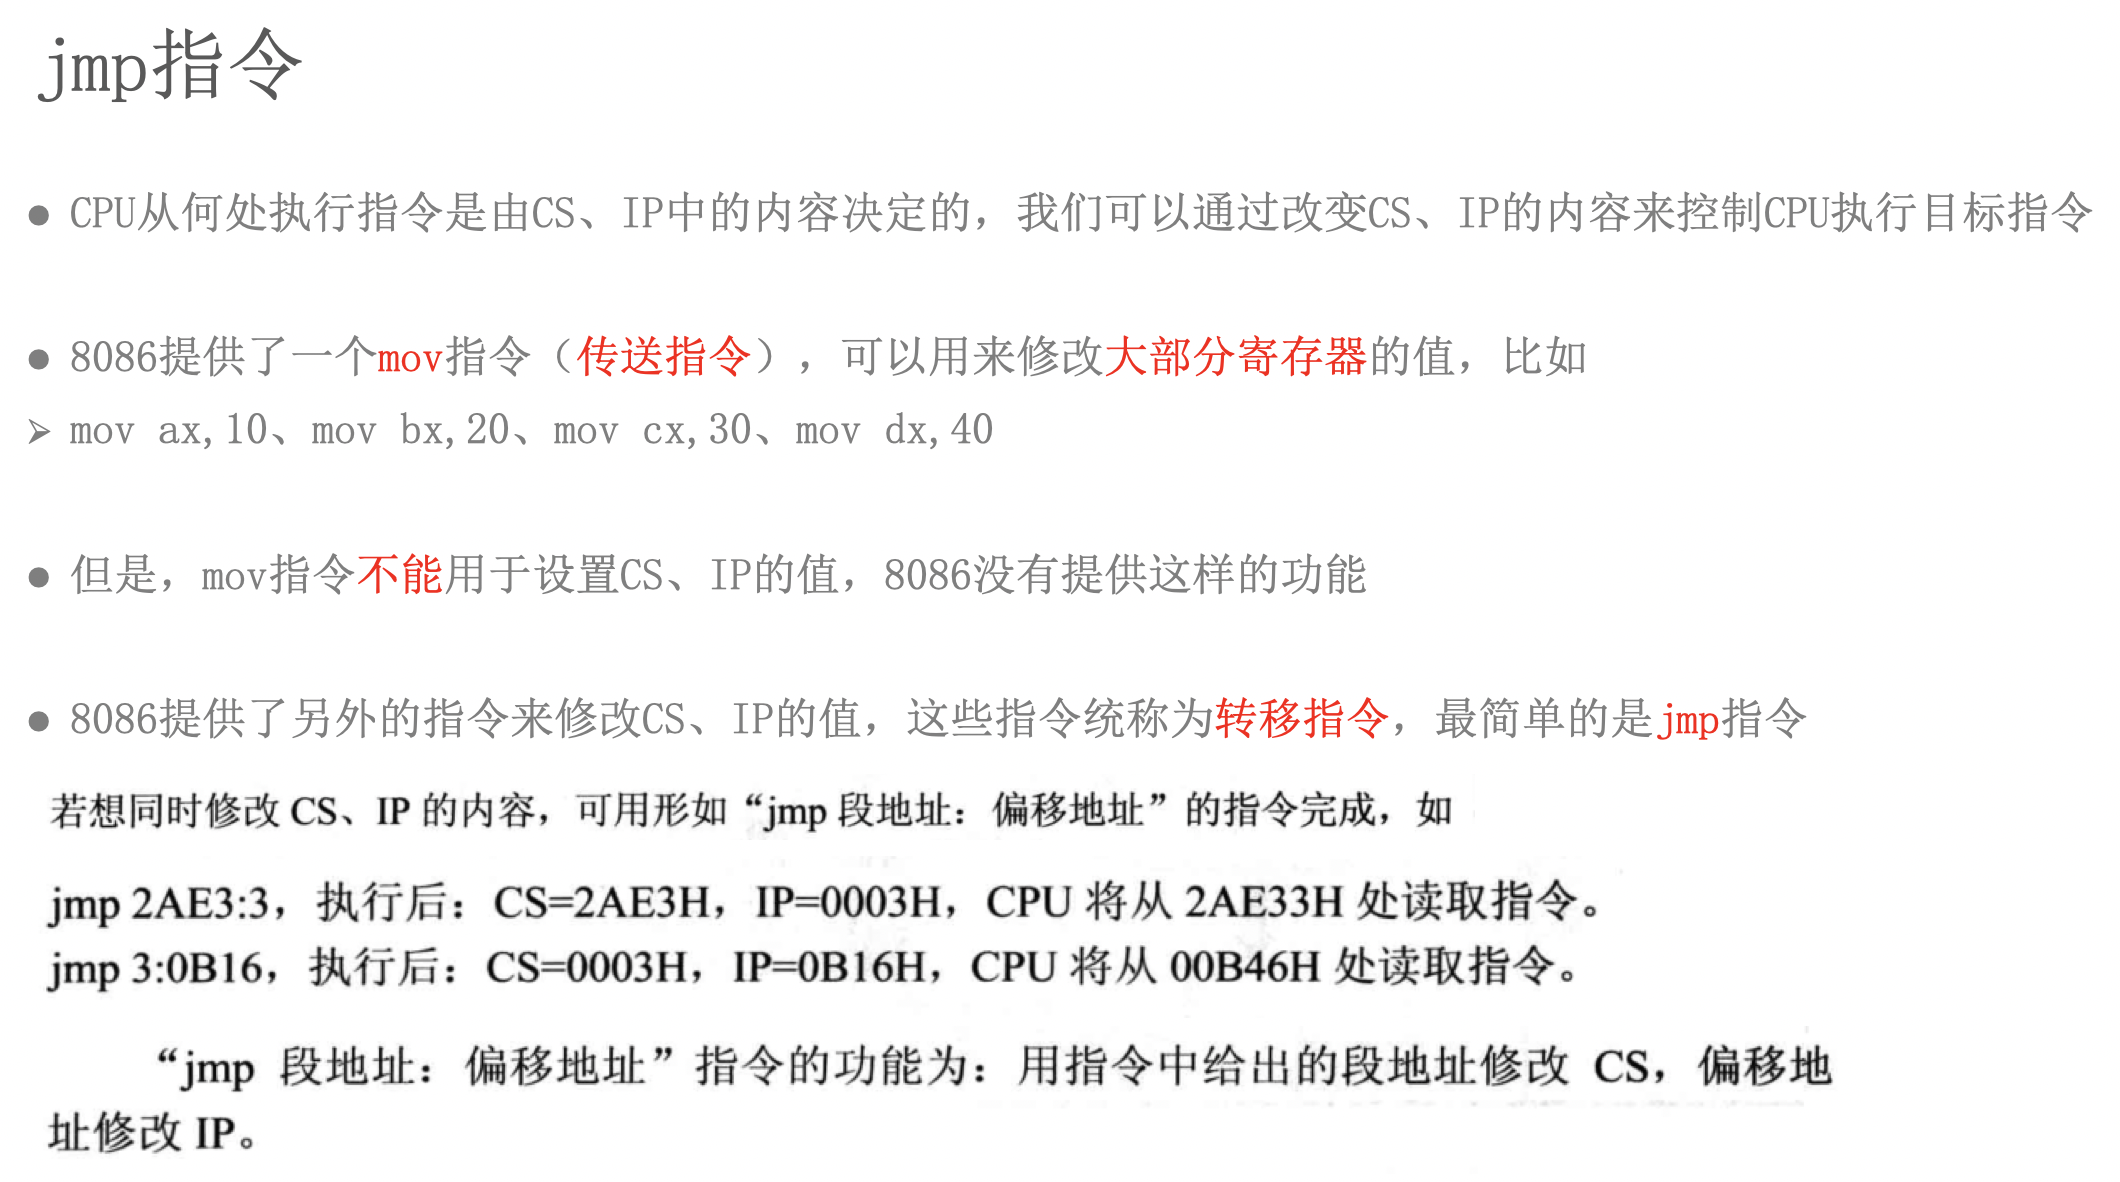 jmp指令
● CPU从何处执行指令是由CS、IP中的内容决定的，我们可以通过改变CS、IP的内容来控制CPU执行目标指令
● 8086提供了一个mov指令（传送指令），可以用来修改大部分寄存器的值，比如
➢ mov ax,10、mov bx,20、mov cx,30、mov dx,40
● 但是，mov指令不能用于设置CS、IP的值，8086没有提供这样的功能
● 8086提供了另外的指令来修改CS、IP的值，这些指令统称为转移指令，最简单的是jmp指令
若想同时修改 CS、IP 的内容，可用形如“jmp 段地址：偏移地址”的指令完成，如
jmp 2AE3:3，执行后：CS=2AE3H，IP=0003H，CPU 将从 2AE33H 处读取指令。
jmp 3:0B16，执行后：CS=0003H，IP=0B16H，CPU 将从 00B46H 处读取指令。
“jmp 段地址：偏移地址”指令的功能为：用指令中给出的段地址修改 CS，偏移地
址修改 IP。